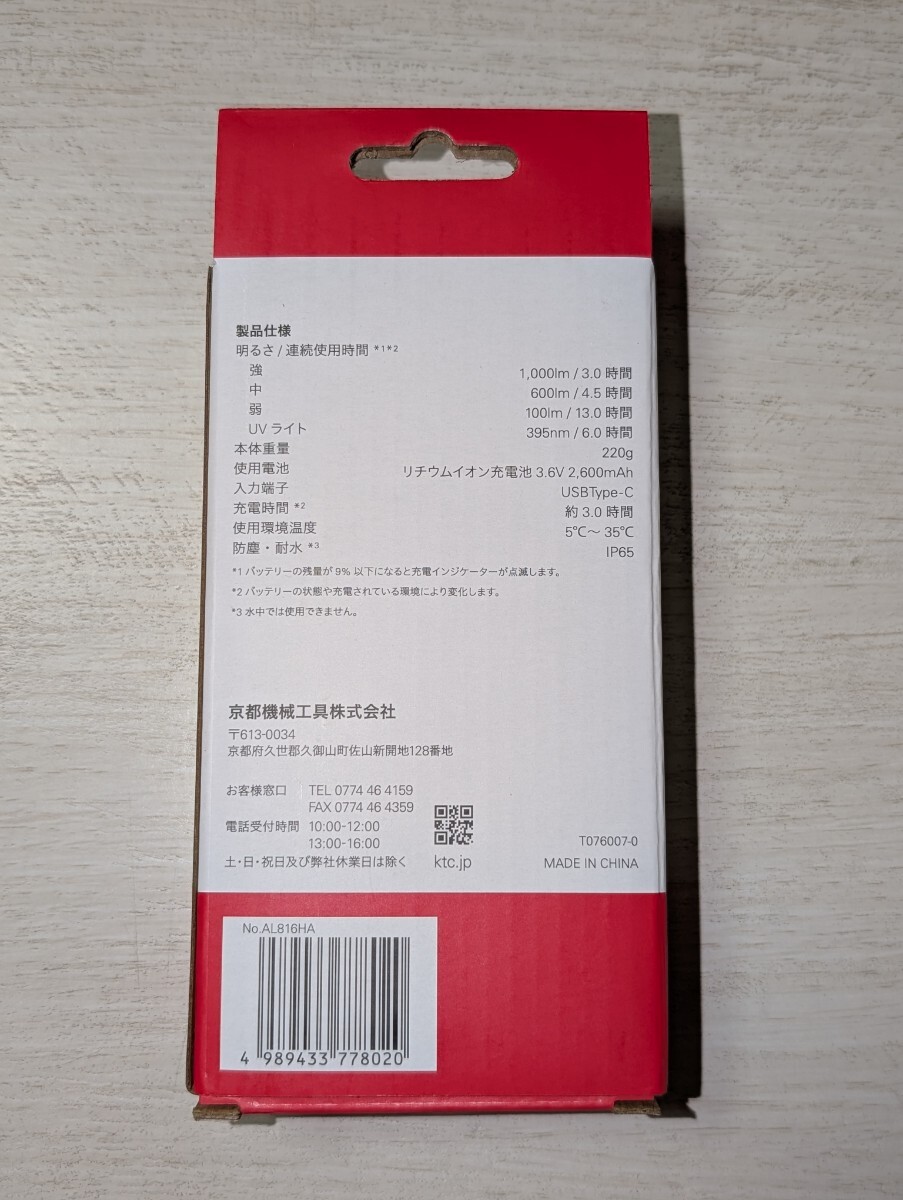 製品仕様
明るさ / 連続使用時間 *1*2
強 1,000lm / 3.0 時間
中 600lm / 4.5 時間
弱 100lm / 13.0 時間
UV ライト 395nm / 6.0 時間
本体重量 220g
使用電池 リチウムイオン充電池 3.6V 2,600mAh
入力端子 USBType-C
充電時間 *2 約 3.0 時間
使用環境温度 5℃～ 35℃
防塵・耐水 *3 IP65
*1 バッテリーの残量が 9% 以下になると充電インジケーターが点滅します。
*2 バッテリーの状態や充電されている環境により変化します。
*3 水中では使用できません。
京都機械工具株式会社
〒613-0034
京都府久世郡久御山町佐山新開地128番地
お客様窓口 TEL 0774 46 4159
FAX 0774 46 4359
電話受付時間 10:00-12:00
13:00-16:00
土・日・祝日及び弊社休業日は除く
ktc.jp
T076007-0
MADE IN CHINA
No.AL816HA
4 989433 778020